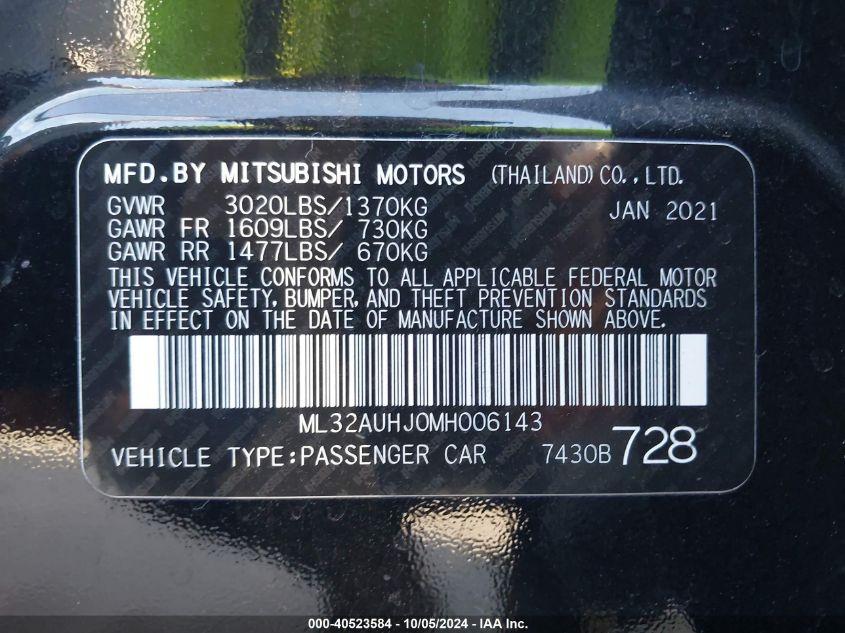 MFD.BY MITSUBISHI MOTORS (THAILAND) CO.,LTD.
GVWR 3020LBS/1370KG JAN 2021
GAWR FR 1609LBS/ 730KG
GAWR RR 1477LBS/ 670KG
THIS VEHICLE CONFORMS TO ALL APPLICABLE FEDERAL MOTOR
VEHICLE SAFETY, BUMPER, AND THEFT PREVENTION STANDARDS
IN EFFECT ON THE DATE OF MANUFACTURE SHOWN ABOVE.
ML32AUHJ0MH006143
VEHICLE TYPE:PASSENGER CAR 7430B 728
000-40523584 - 10/05/2024 - IAA Inc.